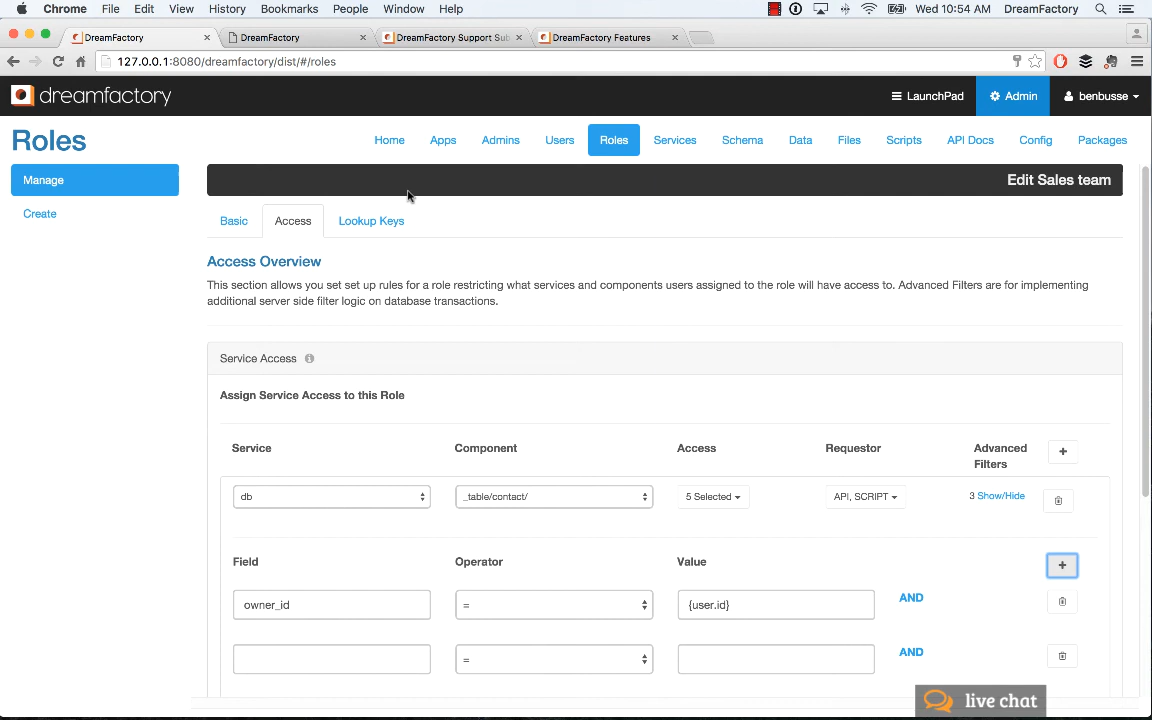 Chrome File Edit View History Bookmarks People Window Help Wed 10:54 AM DreamFactory
DreamFactory DreamFactory DreamFactory Support Sub DreamFactory Features
127.0.0.1:8080/dreamfactory/dist/#/roles
dreamfactory LaunchPad Admin benbusse
Roles Home Apps Admins Users Roles Services Schema Data Files Scripts API Docs Config Packages
Manage Edit Sales team
Create Basic Access Lookup Keys
Access Overview
This section allows you set set up rules for a role restricting what services and components users assigned to the role will have access to. Advanced Filters are for implementing
additional server side filter logic on database transactions.
Service Access
Assign Service Access to this Role
Service Component Access Requestor Advanced
Filters
+
db _table/contact/ 5 Selected API, SCRIPT 3 Show/Hide
Field Operator Value +
owner_id = {user.id} AND
= AND
live chat